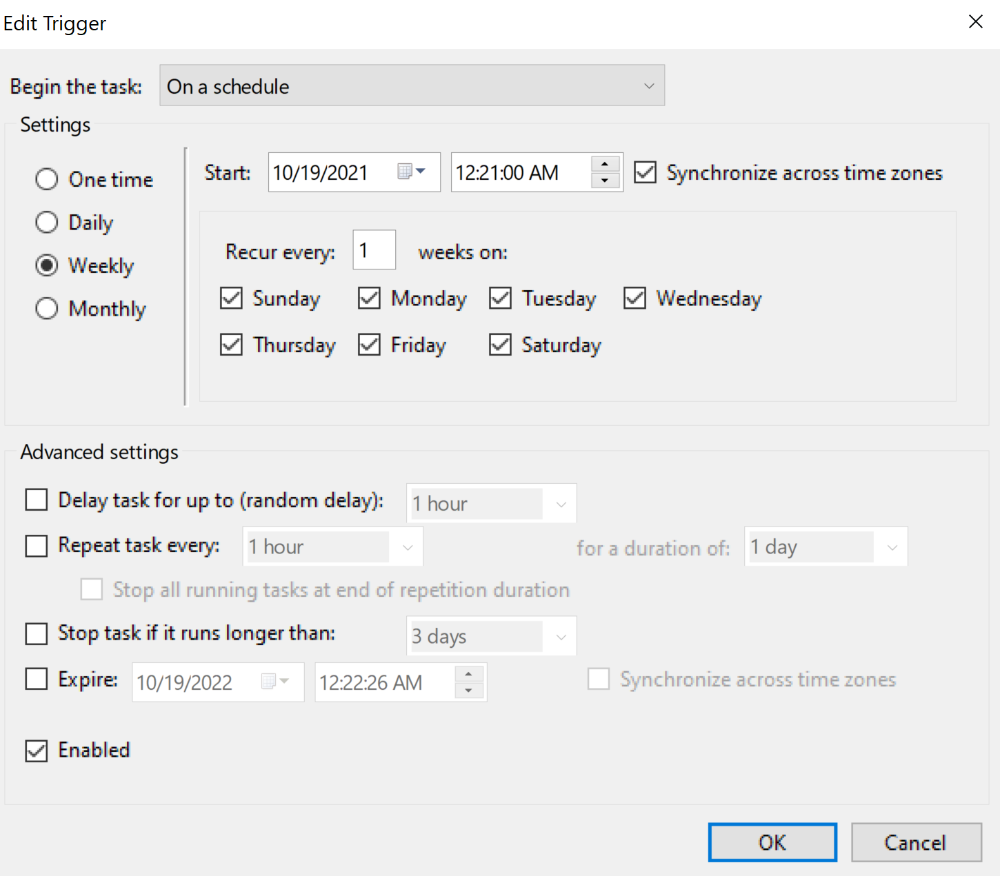 Edit Trigger
Begin the task: On a schedule
Settings
One time
Daily
Weekly
Monthly
Start: 10/19/2021 12:21:00 AM Synchronize across time zones
Recur every: 1 weeks on:
Sunday Monday Tuesday Wednesday
Thursday Friday Saturday
Advanced settings
Delay task for up to (random delay): 1 hour
Repeat task every: 1 hour for a duration of: 1 day
Stop all running tasks at end of repetition duration
Stop task if it runs longer than: 3 days
Expire: 10/19/2022 12:22:26 AM Synchronize across time zones
Enabled
OK Cancel